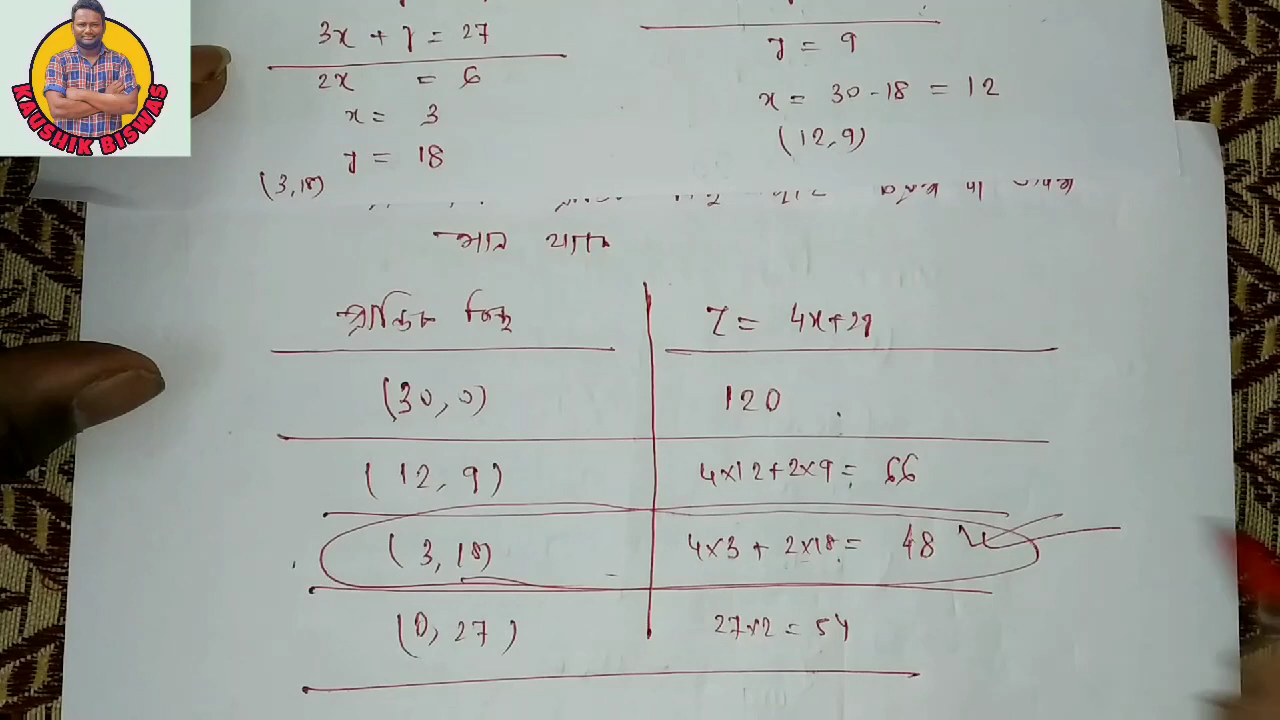 KAUSHIK BISWAS
3x + y = 27
2x = 6
x = 3
y = 18
(3,18)
y = 9
x = 30-18 = 12
(12,9)
প্রান্তিক বিন্দু
Z = 4x+2y
(30,0)
120
(12,9)
4×12+2×9= 66
(3,18)
4×3 + 2×18= 48
(0,27)
27×2 = 54